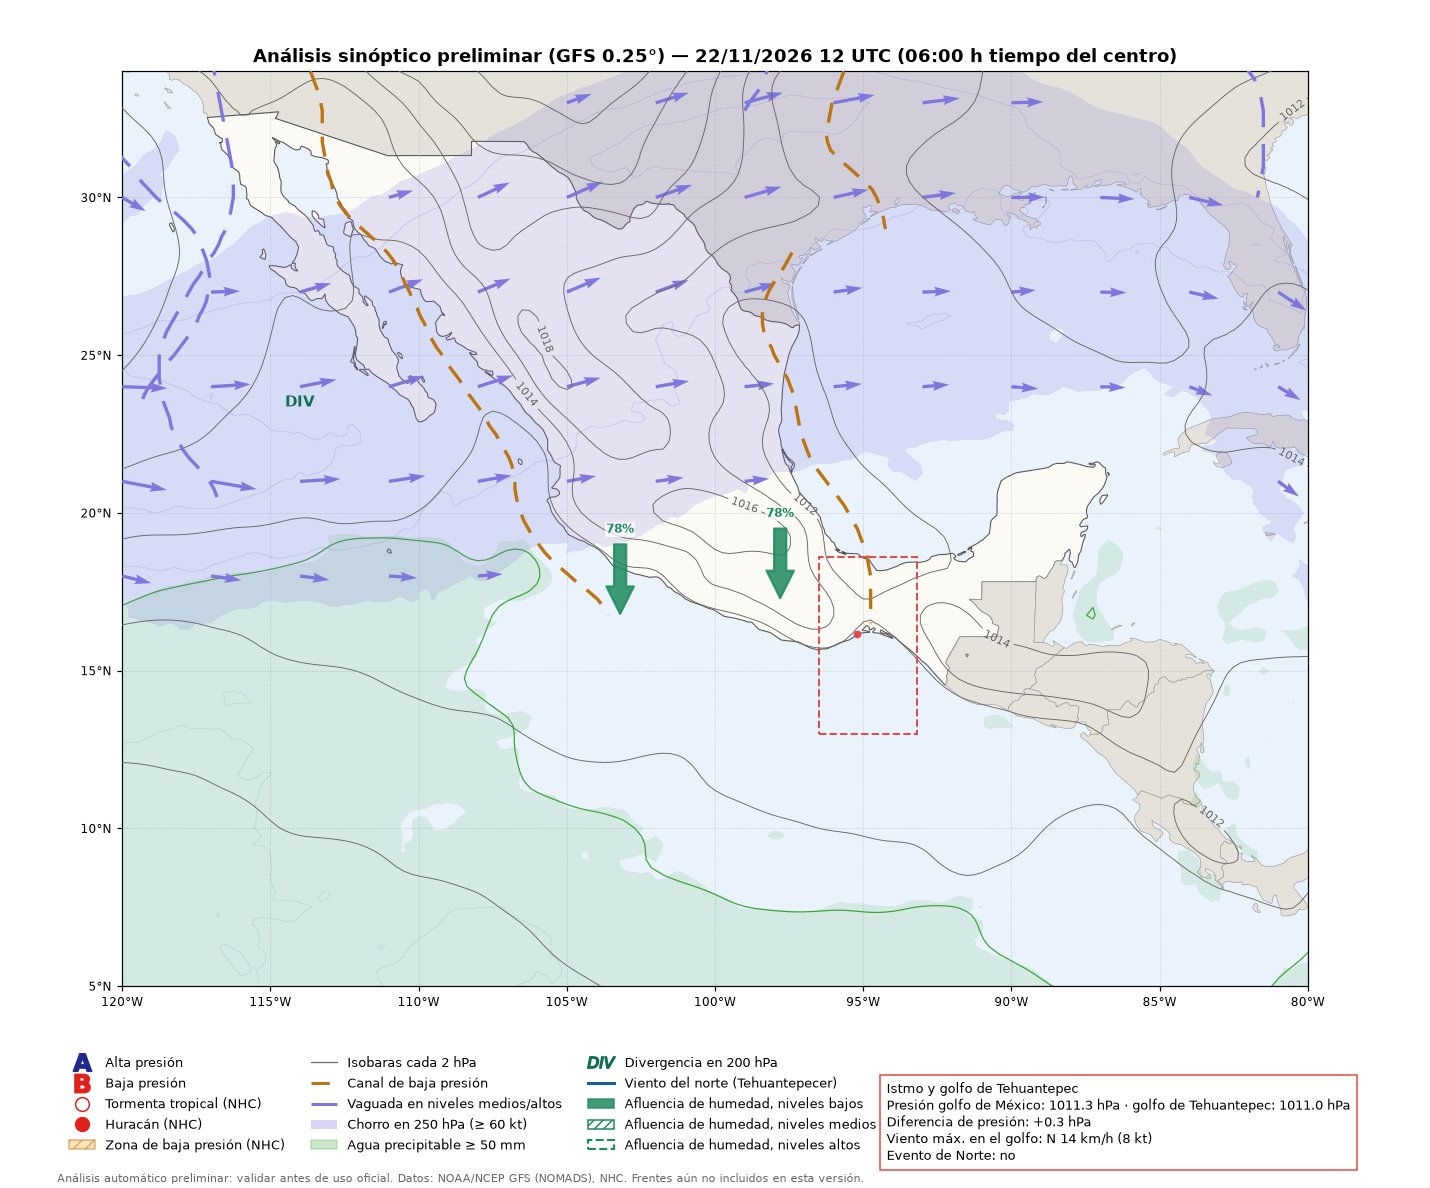 Análisis sinóptico preliminar (GFS 0.25°) — 22/11/2026 12 UTC (06:00 h tiempo del centro)
1012
30°N
1018
25°N
1014
DIV
1014
20°N
1016
1012
78%
78%
1014
15°N
10°N
1012
5°N
120°W
115°W
110°W
105°W
100°W
95°W
90°W
85°W
80°W
A Alta presión
B Baja presión
Tormenta tropical (NHC)
Huracán (NHC)
Zona de baja presión (NHC)
Isobaras cada 2 hPa
Canal de baja presión
Vaguada en niveles medios/altos
Chorro en 250 hPa (≥ 60 kt)
Agua precipitable ≥ 50 mm
DIV Divergencia en 200 hPa
Viento del norte (Tehuantepecer)
Afluencia de humedad, niveles bajos
Afluencia de humedad, niveles medios
Afluencia de humedad, niveles altos
Istmo y golfo de Tehuantepec
Presión golfo de México: 1011.3 hPa · golfo de Tehuantepec: 1011.0 hPa
Diferencia de presión: +0.3 hPa
Viento máx. en el golfo: N 14 km/h (8 kt)
Evento de Norte: no
Análisis automático preliminar: validar antes de uso oficial. Datos: NOAA/NCEP GFS (NOMADS), NHC. Frentes aún no incluidos en esta versión.